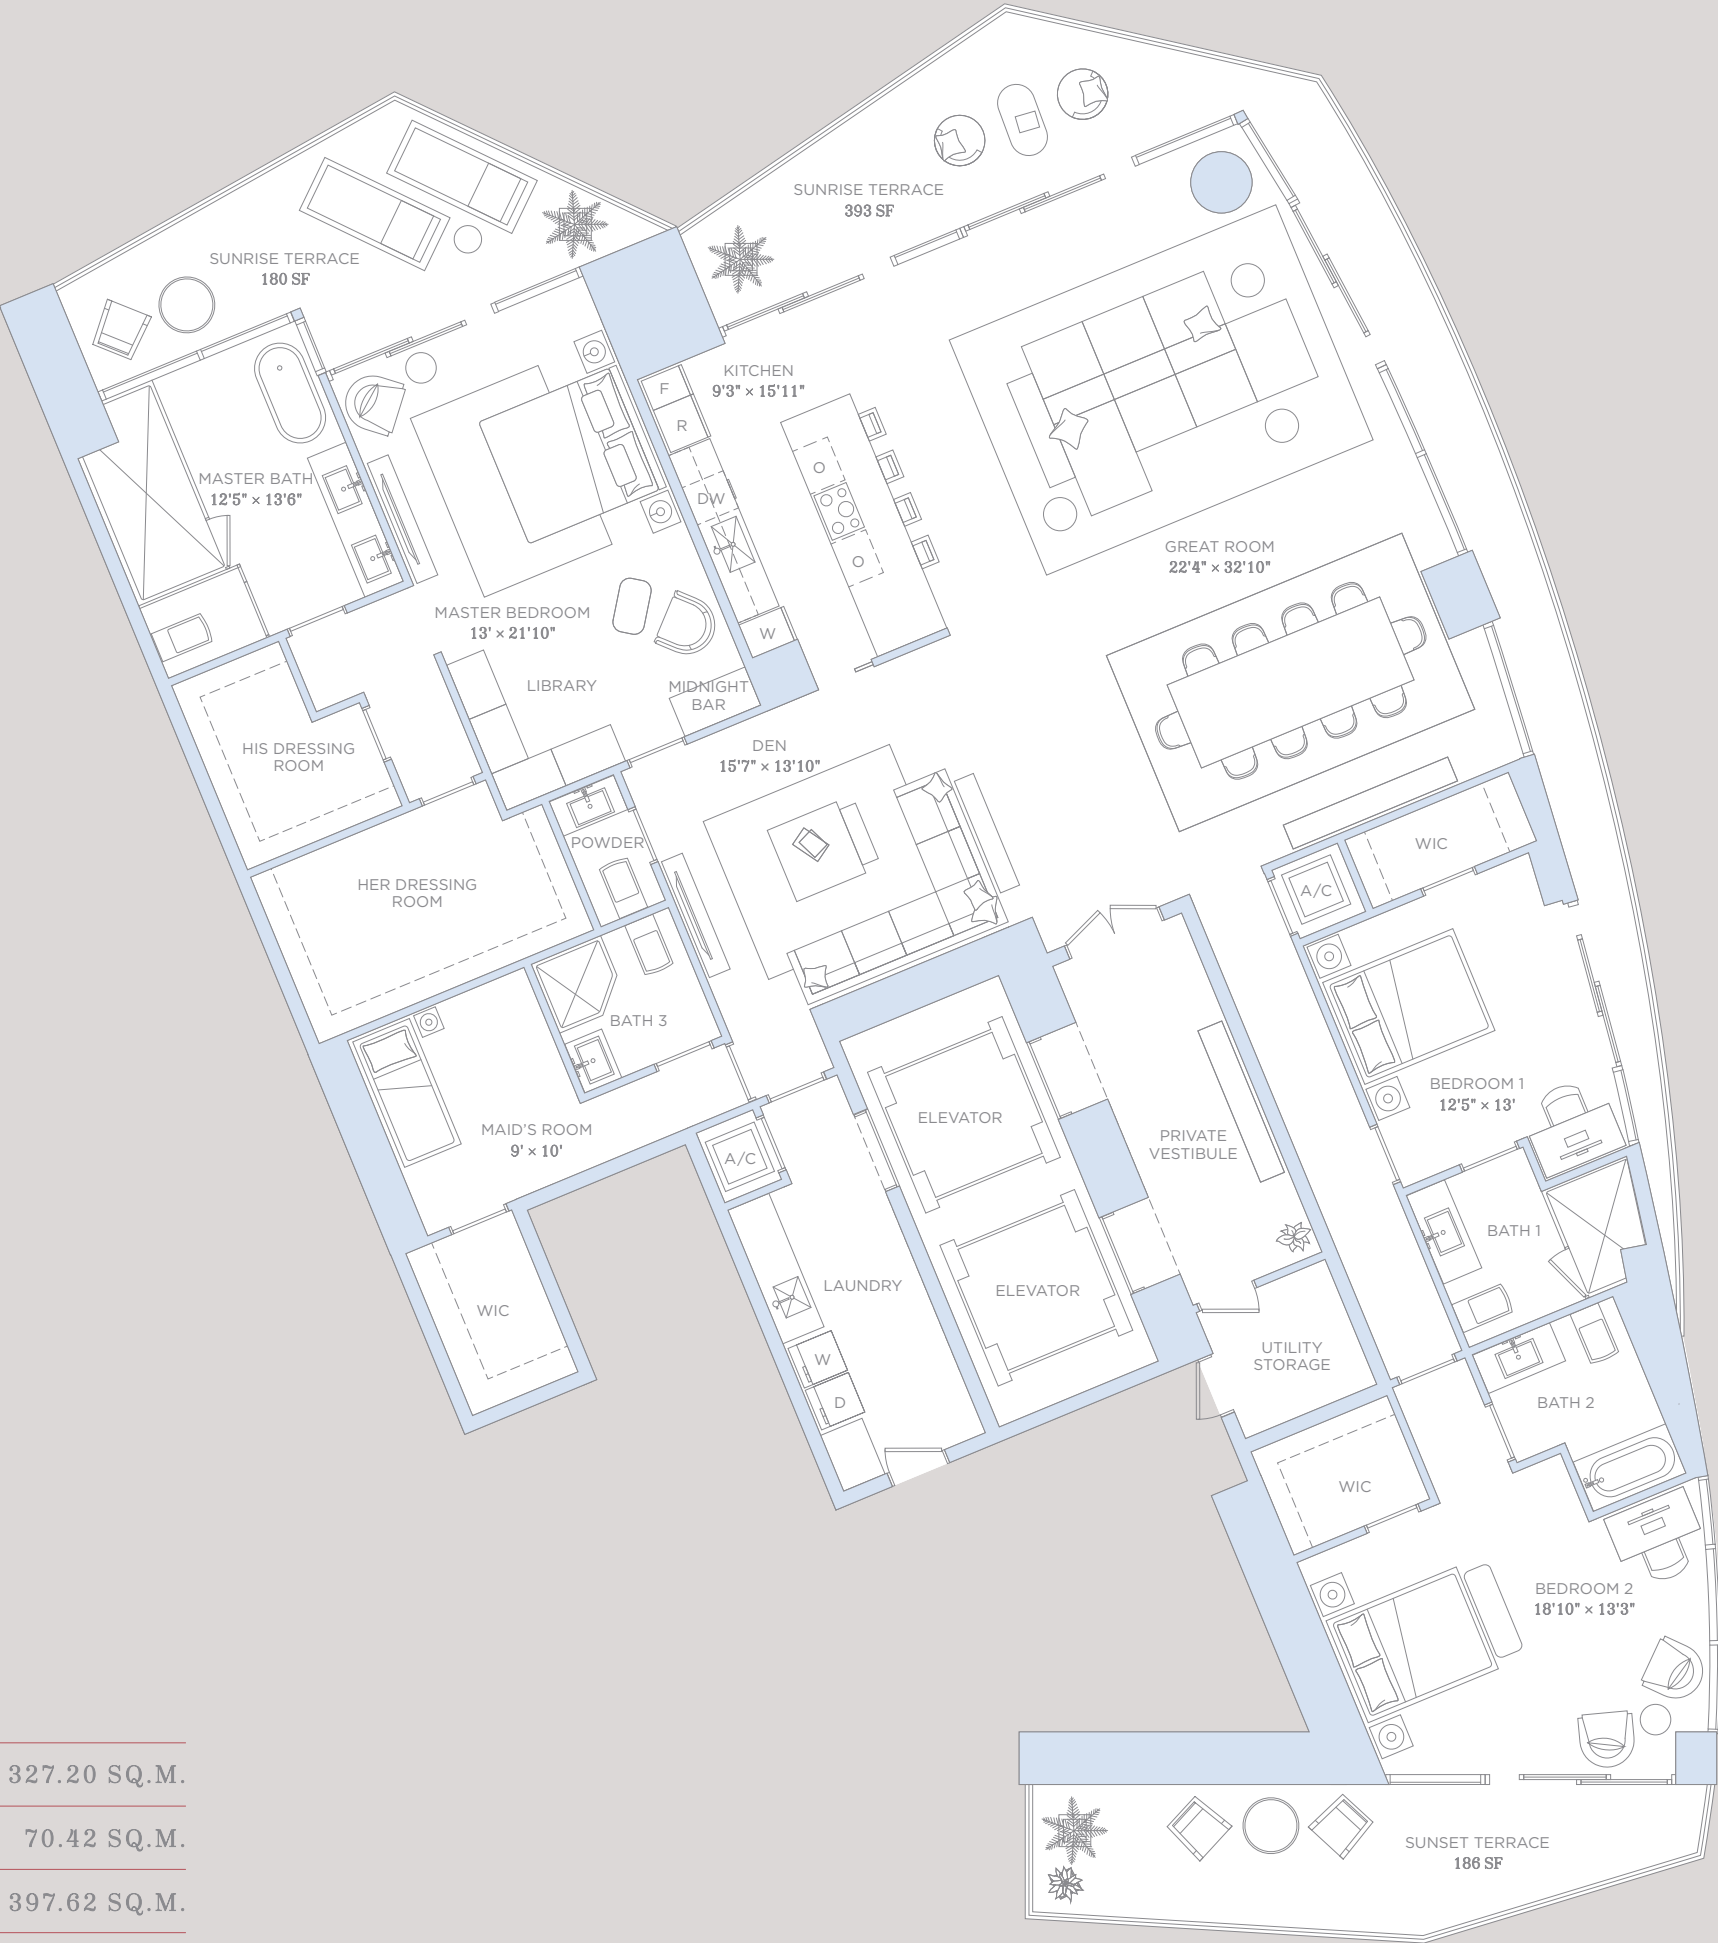 SUNRISE TERRACE
393 SF
SUNRISE TERRACE
180 SF
KITCHEN
9'3" × 15'11"
F
R
DW
O
O
W
MASTER BATH
12'5" × 13'6"
GREAT ROOM
22'4" × 32'10"
MASTER BEDROOM
13' × 21'10"
LIBRARY
MIDNIGHT
BAR
HIS DRESSING
ROOM
DEN
15'7" × 13'10"
POWDER
HER DRESSING
ROOM
WIC
A/C
BATH 3
MAID'S ROOM
9' × 10'
A/C
ELEVATOR
PRIVATE
VESTIBULE
BEDROOM 1
12'5" × 13'
BATH 1
WIC
LAUNDRY
ELEVATOR
W
D
UTILITY
STORAGE
BATH 2
WIC
BEDROOM 2
18'10" × 13'3"
SUNSET TERRACE
186 SF
327.20 SQ.M.
70.42 SQ.M.
397.62 SQ.M.